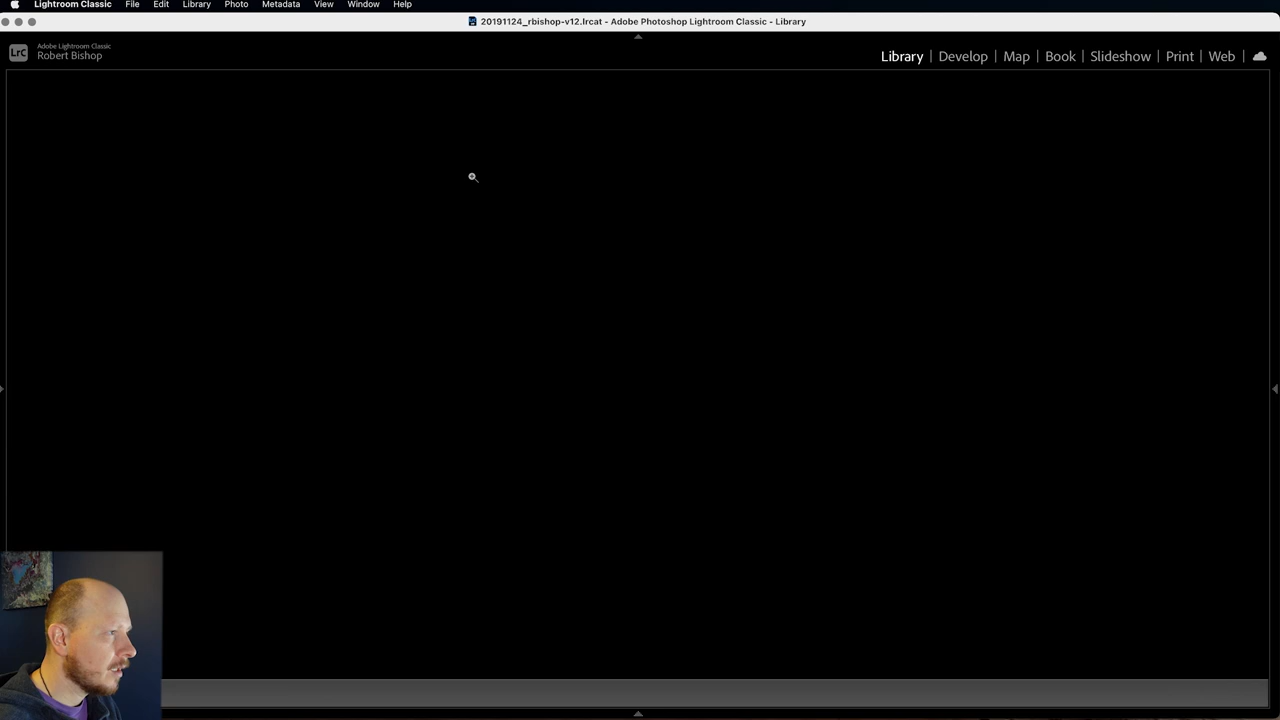 Lightroom Classic File Edit Library Photo Metadata View Window Help
20191124_rbishop-v12.lrcat - Adobe Photoshop Lightroom Classic - Library
LrC
Adobe Lightroom Classic
Robert Bishop
Library | Develop | Map | Book | Slideshow | Print | Web |